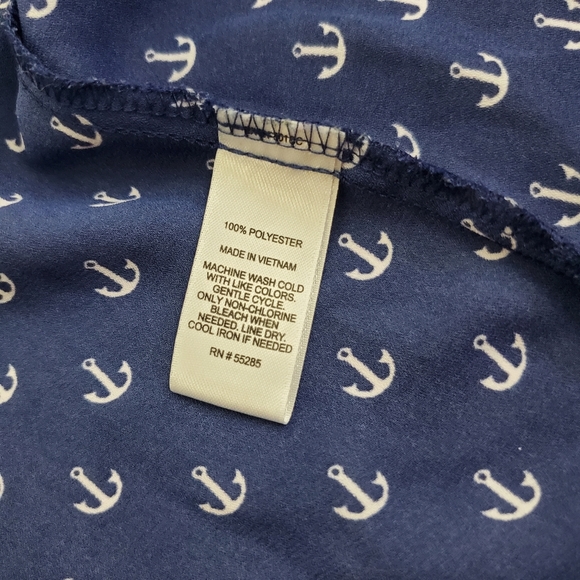 100% POLYESTER
MADE IN VIETNAM
MACHINE WASH COLD
WITH LIKE COLORS.
GENTLE CYCLE.
ONLY NON-CHLORINE
BLEACH WHEN
NEEDED. LINE DRY.
COOL IRON IF NEEDED
RN # 55285